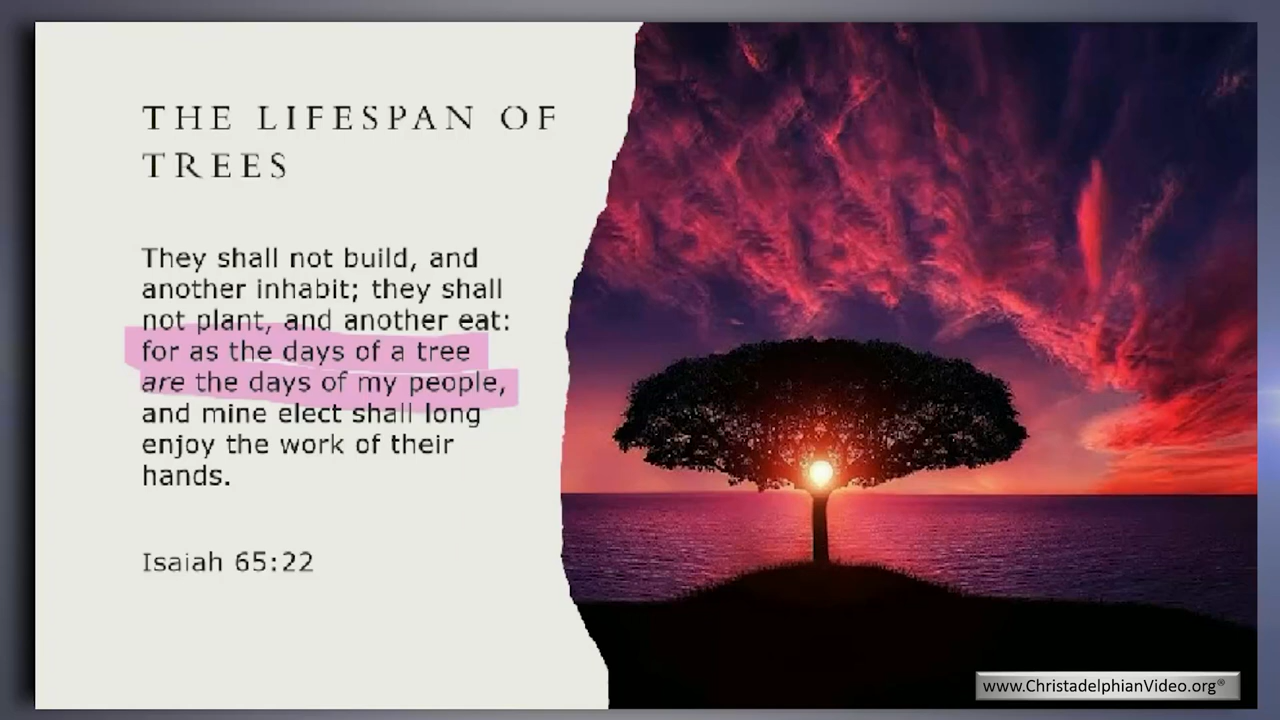 THE LIFESPAN OF
TREES
They shall not build, and
another inhabit; they shall
not plant, and another eat:
for as the days of a tree
are the days of my people,
and mine elect shall long
enjoy the work of their
hands.
Isaiah 65:22
www.ChristadelphianVideo.org®